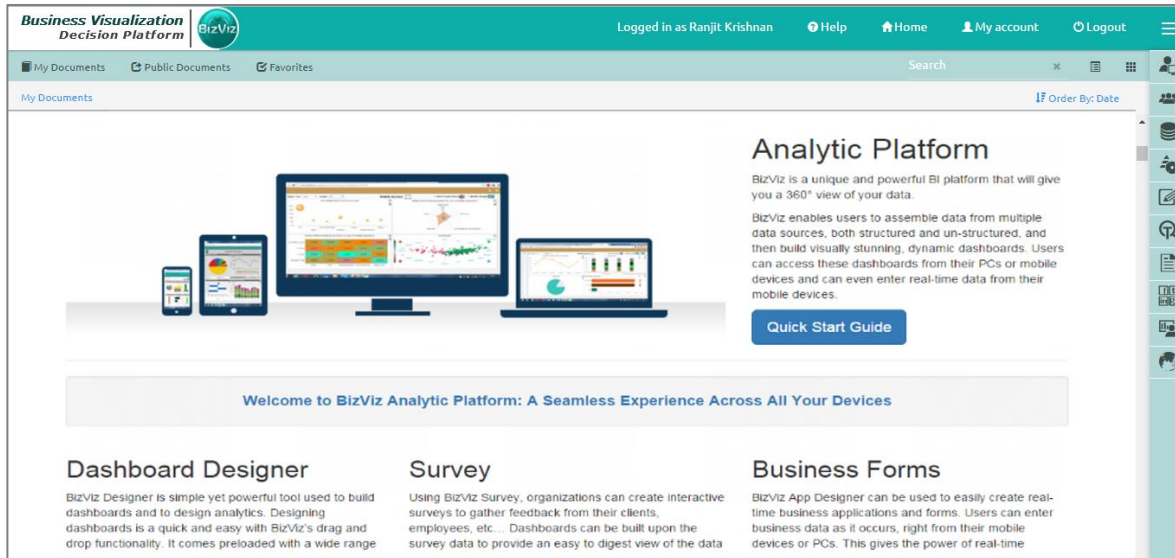 Business Visualization
Decision Platform
BizViz
Logged in as Ranjit Krishnan
Help
Home
My account
Logout
My Documents
Public Documents
Favorites
Search
My Documents
Order By: Date
Analytic Platform
BizViz is a unique and powerful BI platform that will give
you a 360° view of your data.
BizViz enables users to assemble data from multiple
data sources, both structured and un-structured, and
then build visually stunning, dynamic dashboards. Users
can access these dashboards from their PCs or mobile
devices and can even enter real-time data from their
mobile devices.
Quick Start Guide
Welcome to BizViz Analytic Platform: A Seamless Experience Across All Your Devices
Dashboard Designer
BizViz Designer is simple yet powerful tool used to build
dashboards and to design analytics. Designing
dashboards is a quick and easy with BizViz's drag and
drop functionality. It comes preloaded with a wide range
Survey
Using BizViz Survey, organizations can create interactive
surveys to gather feedback from their clients,
employees, etc... Dashboards can be built upon the
survey data to provide an easy to digest view of the data
Business Forms
BizViz App Designer can be used to easily create real-
time business applications and forms. Users can enter
business data as it occurs, right from their mobile
devices or PCs. This gives the power of real-time